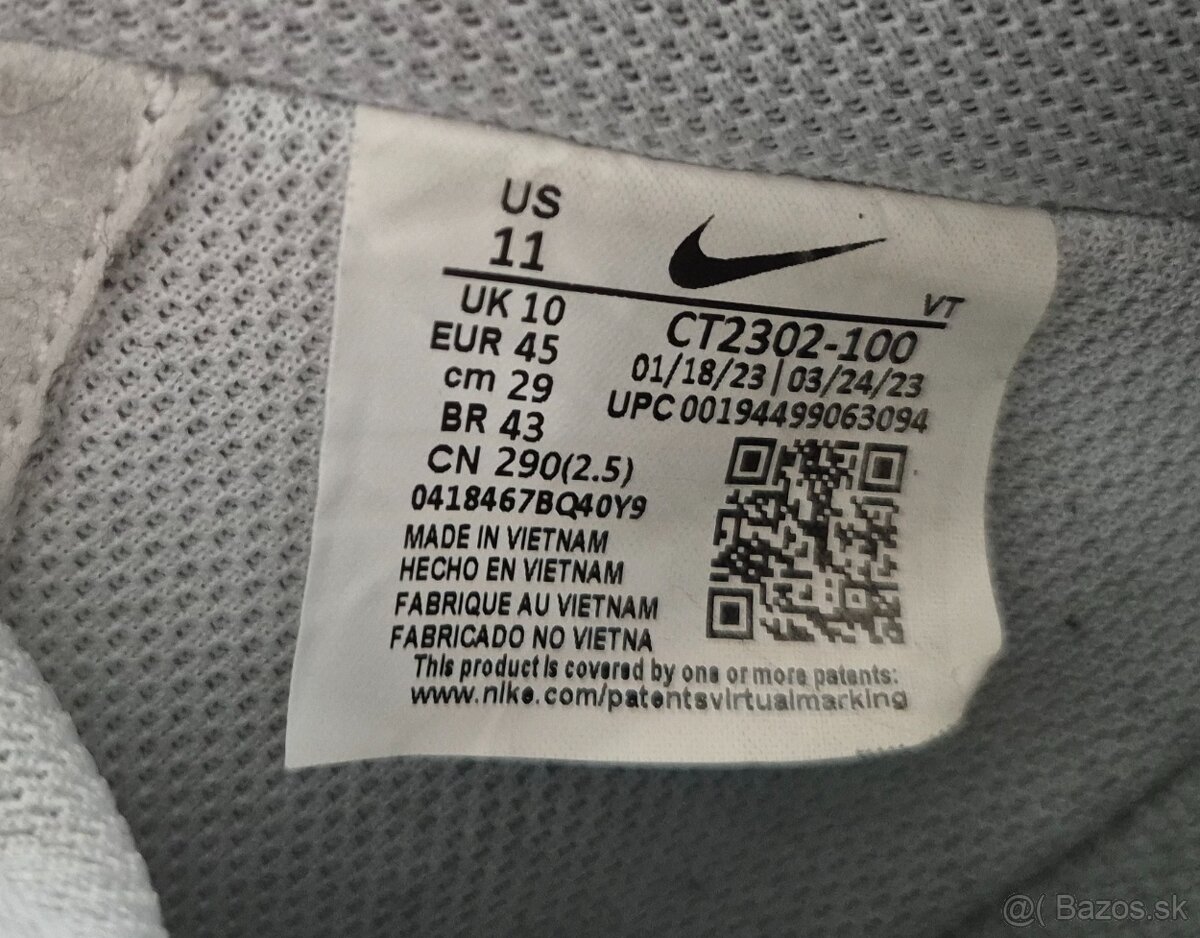 US
11
UK 10
EUR 45
cm 29
BR 43
CN 290(2.5)
0418467BQ40Y9
MADE IN VIETNAM
HECHO EN VIETNAM
FABRIQUE AU VIETNAM
FABRICADO NO VIETNA
VT
CT2302-100
01/18/23 | 03/24/23
UPC 00194499063094
This product is covered by one or more patents:
www.nike.com/patentsvirtualmarking
@( Bazos.sk